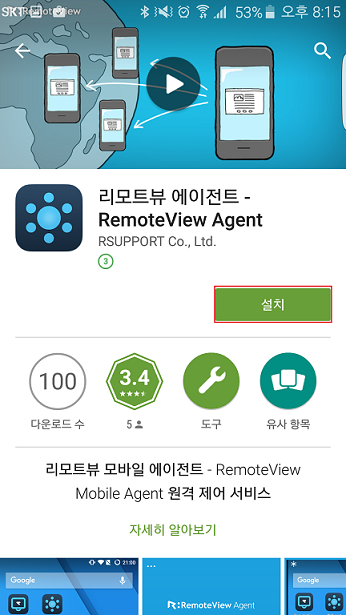 SKT RemoteView
53% 오후 8:15
리모트뷰 에이전트 -
RemoteView Agent
RSUPPORT Co., Ltd.
3
설치
100
3.4
다운로드 수
5
도구
유사 항목
리모트뷰 모바일 에이전트 - RemoteView
Mobile Agent 원격 제어 서비스
자세히 알아보기
21:00
Google
RemoteView Agent
Google